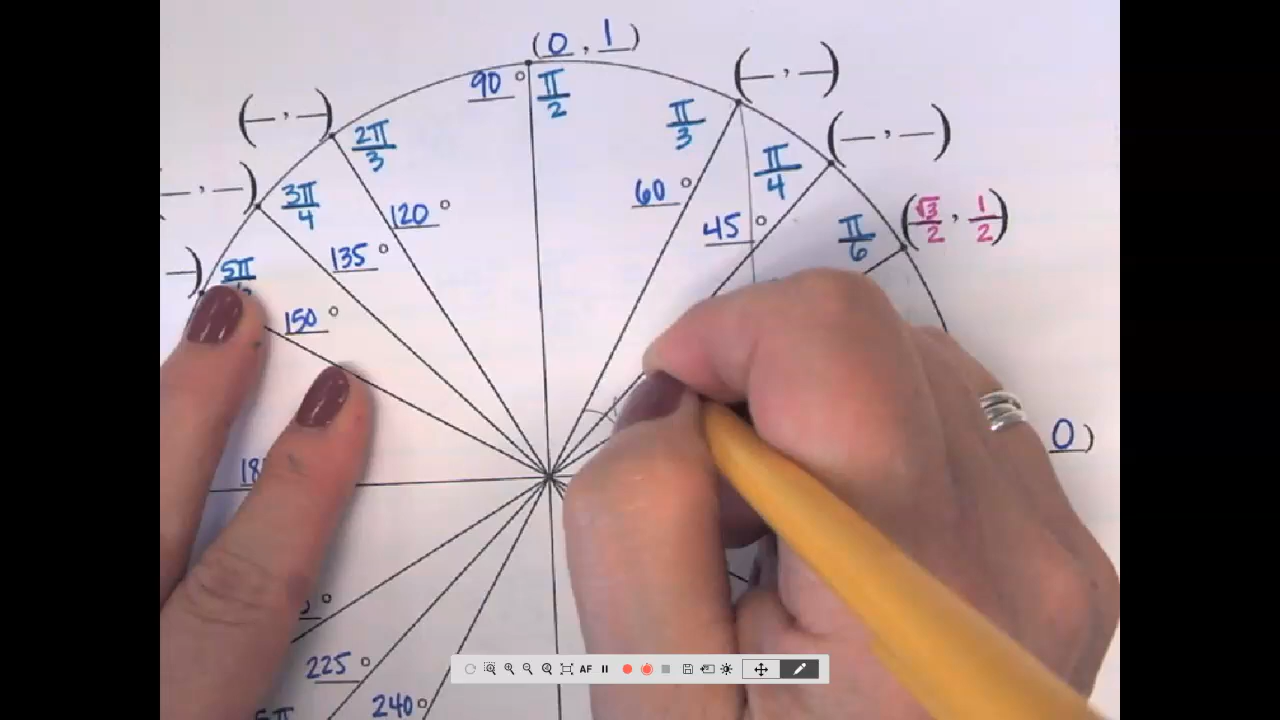 (0, 1)
(_, _)
(_, _)
(_, _)
90°
π/2
π/3
2π/3
π/4
3π/4
(_, _)
60°
120°
45°
(√3/2, 1/2)
π/6
135°
_)
150°
0)
225°
240°
AF